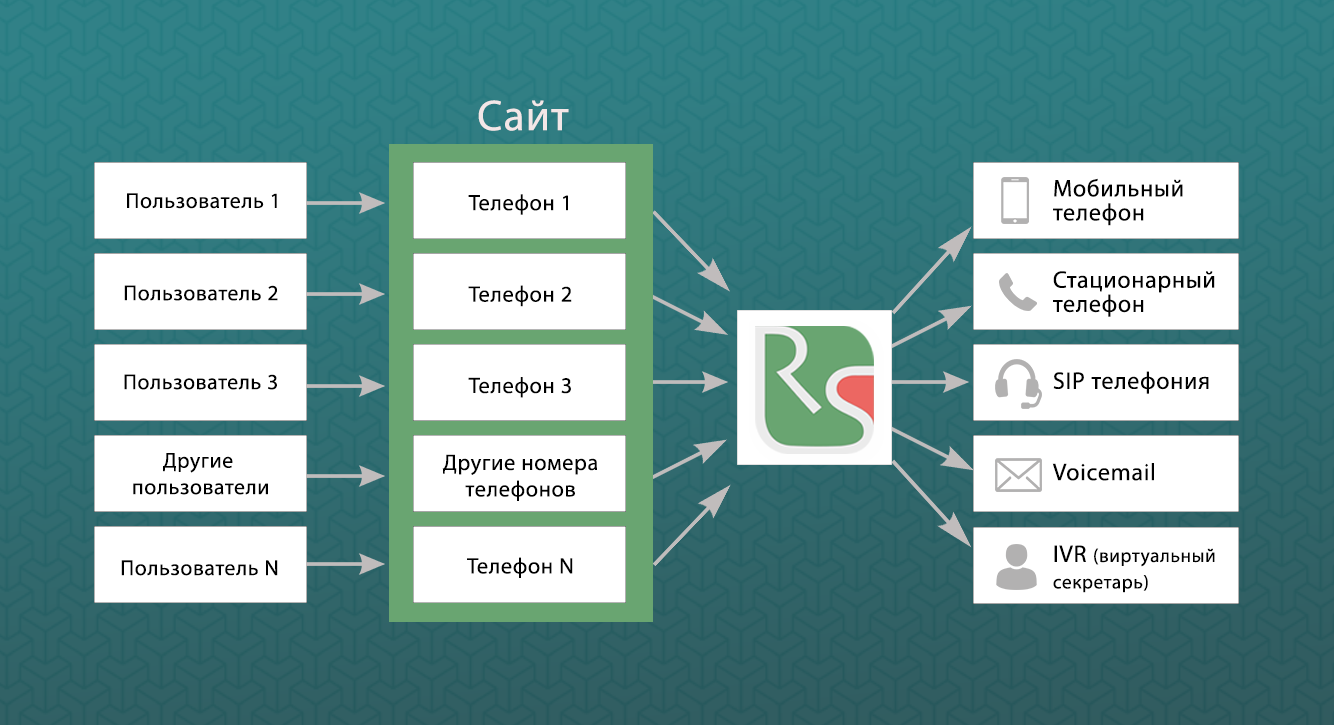 Сайт
Пользователь 1
Пользователь 2
Пользователь 3
Другие
пользователи
Пользователь N
Телефон 1
Телефон 2
Телефон 3
Другие номера
телефонов
Телефон N
RS
Мобильный
телефон
Стационарный
телефон
SIP телефония
Voicemail
IVR (виртуальный
секретарь)